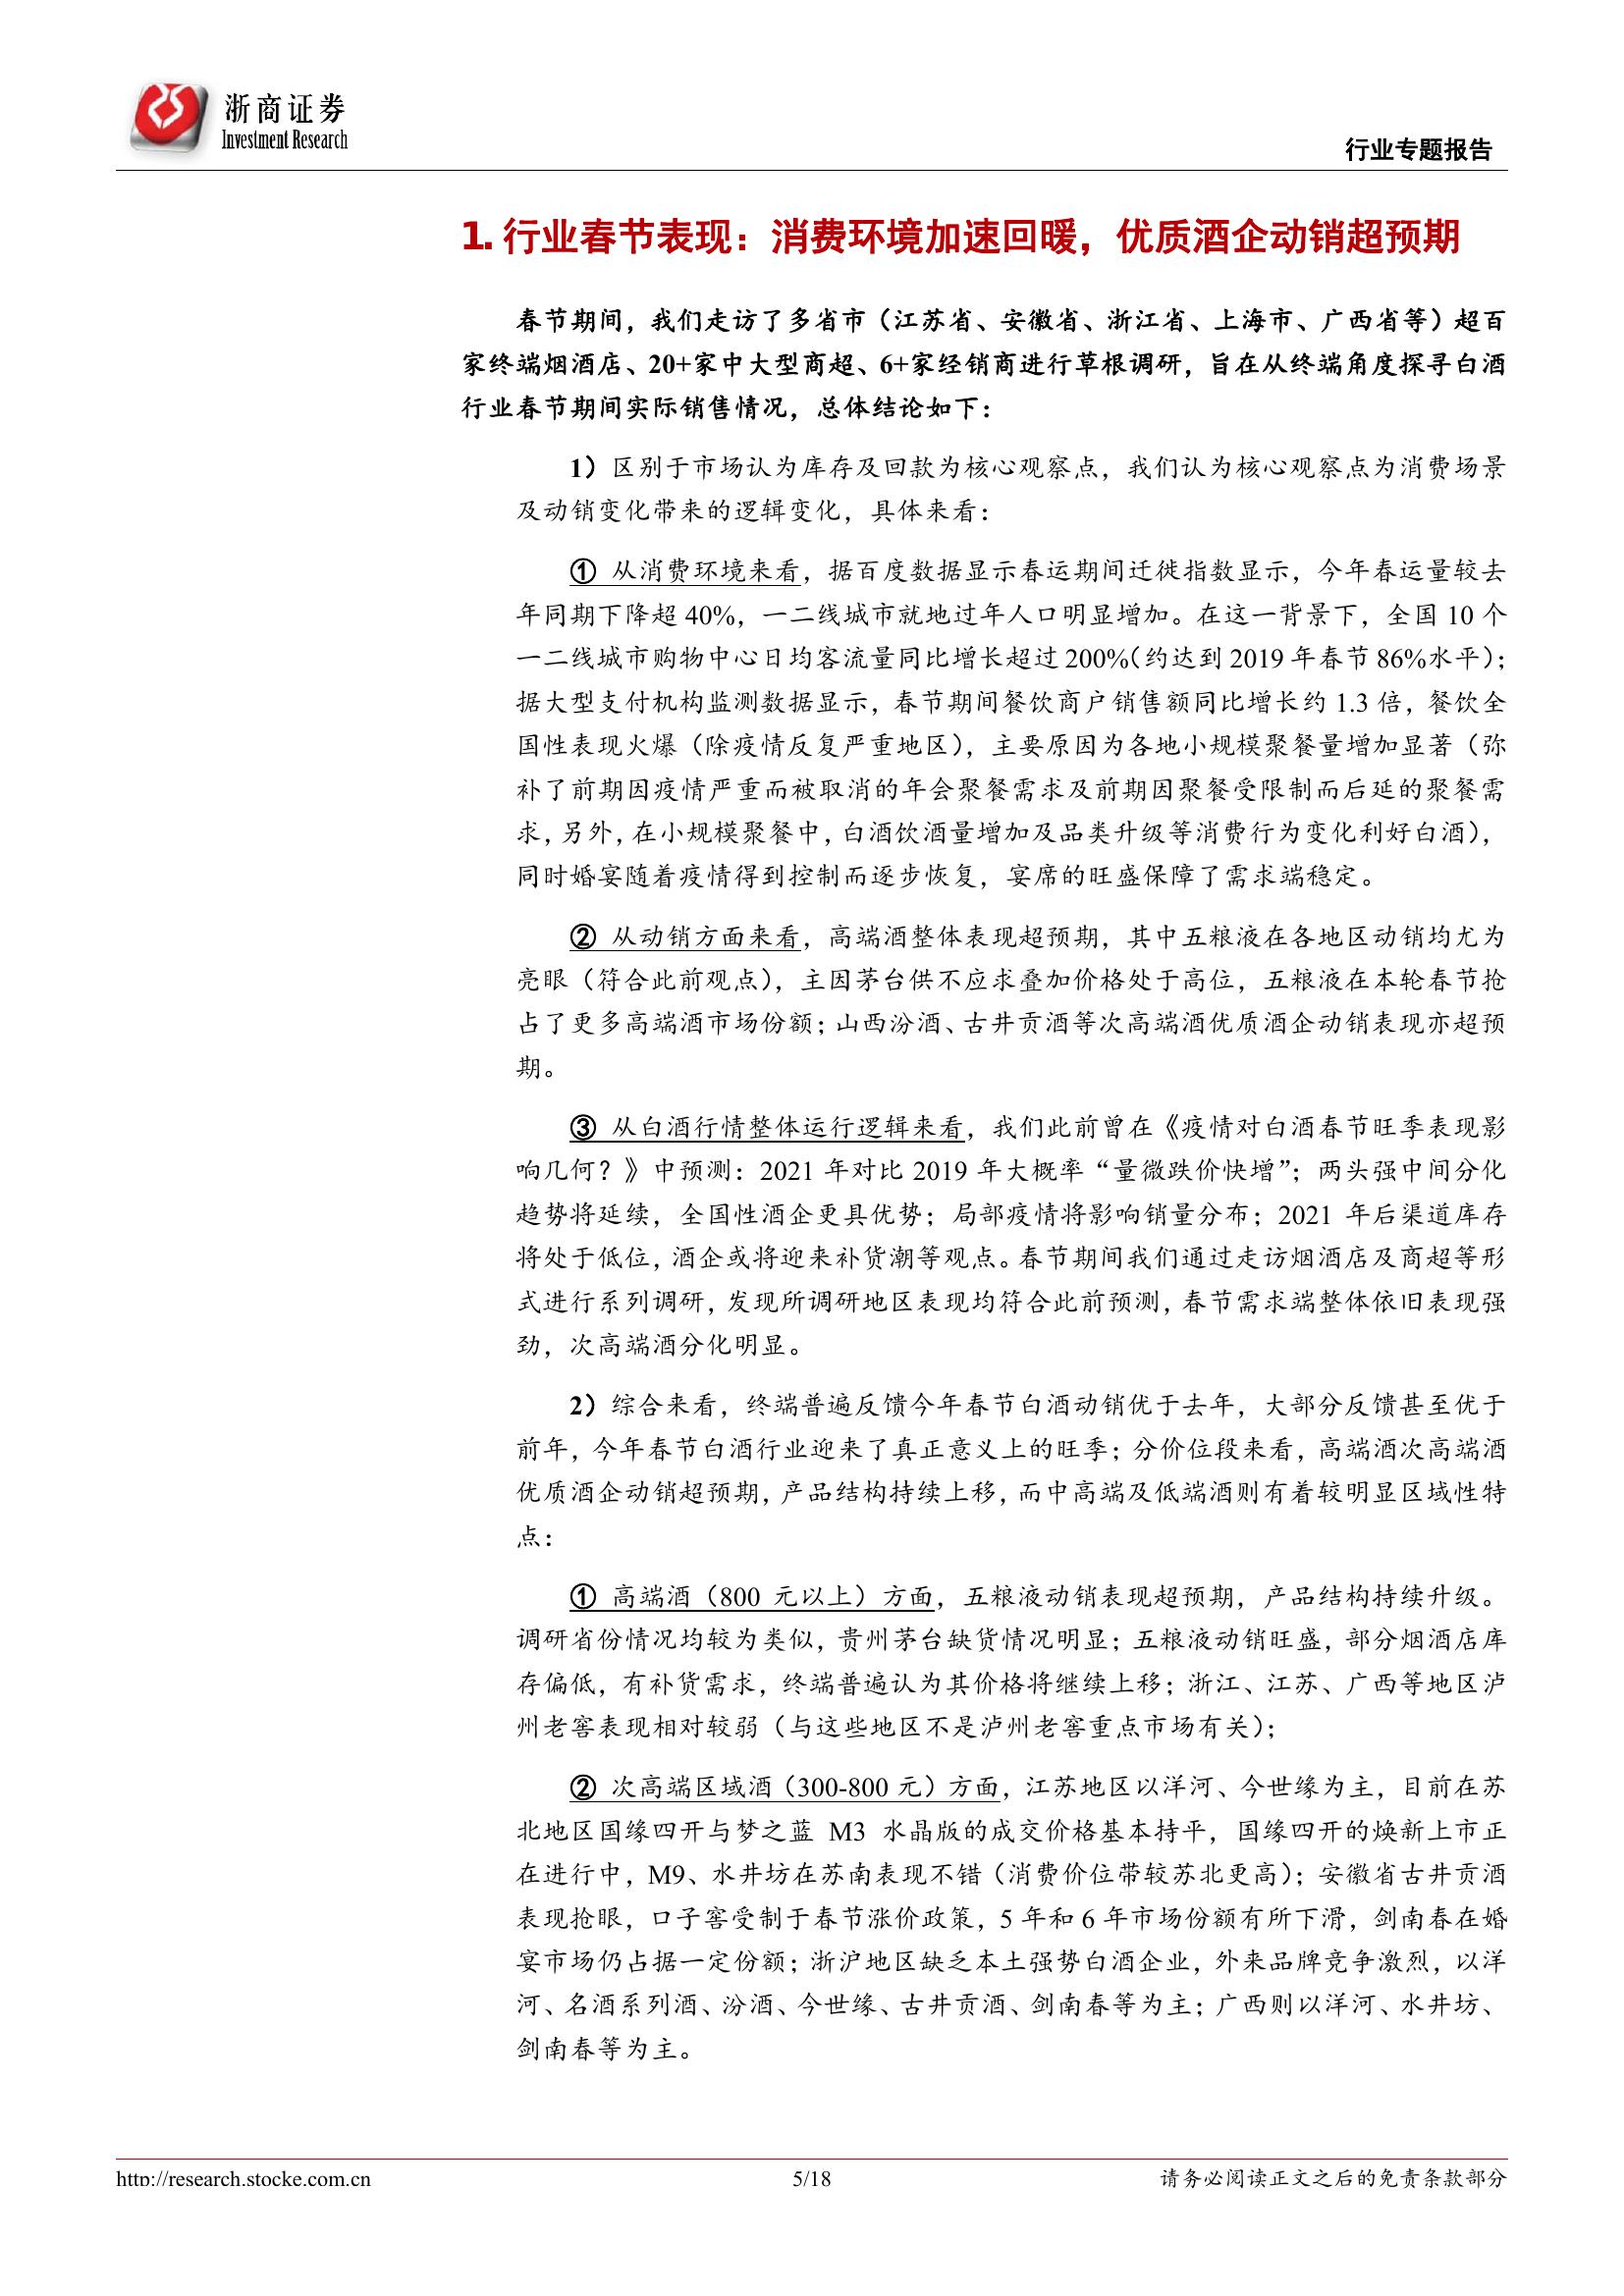 浙商证券
Investment Research
行业专题报告
1. 行业春节表现：消费环境加速回暖，优质酒企动销超预期
春节期间，我们走访了多省市（江苏省、安徽省、浙江省、上海市、广西省等）超百
家终端烟酒店、20+家中大型商超、6+家经销商进行草根调研，旨在从终端角度探寻白酒
行业春节期间实际销售情况，总体结论如下：
1）区别于市场认为库存及回款为核心观察点，我们认为核心观察点为消费场景
及动销变化带来的逻辑变化，具体来看：
① 从消费环境来看，据百度数据显示春运期间迁徙指数显示，今年春运量较去
年同期下降超 40%，一二线城市就地过年人口明显增加。在这一背景下，全国 10 个
一二线城市购物中心日均客流量同比增长超过 200%（约达到 2019 年春节 86%水平）；
据大型支付机构监测数据显示，春节期间餐饮商户销售额同比增长约 1.3 倍，餐饮全
国性表现火爆（除疫情反复严重地区），主要原因为各地小规模聚餐量增加显著（弥
补了前期因疫情严重而被取消的年会聚餐需求及前期因聚餐受限制而后延的聚餐需
求，另外，在小规模聚餐中，白酒饮酒量增加及品类升级等消费行为变化利好白酒），
同时婚宴随着疫情得到控制而逐步恢复，宴席的旺盛保障了需求端稳定。
② 从动销方面来看，高端酒整体表现超预期，其中五粮液在各地区动销均尤为
亮眼（符合此前观点），主因茅台供不应求叠加价格处于高位，五粮液在本轮春节抢
占了更多高端酒市场份额；山西汾酒、古井贡酒等次高端酒优质酒企动销表现亦超预
期。
③ 从白酒行情整体运行逻辑来看，我们此前曾在《疫情对白酒春节旺季表现影
响几何？》中预测：2021 年对比 2019 年大概率“量微跌价快增”；两头强中间分化
趋势将延续，全国性酒企更具优势；局部疫情将影响销量分布；2021 年后渠道库存
将处于低位，酒企或将迎来补货潮等观点。春节期间我们通过走访烟酒店及商超等形
式进行系列调研，发现所调研地区表现均符合此前预测，春节需求端整体依旧表现强
劲，次高端酒分化明显。
2）综合来看，终端普遍反馈今年春节白酒动销优于去年，大部分反馈甚至优于
前年，今年春节白酒行业迎来了真正意义上的旺季；分价位段来看，高端酒次高端酒
优质酒企动销超预期，产品结构持续上移，而中高端及低端酒则有着较明显区域性特
点：
① 高端酒（800 元以上）方面，五粮液动销表现超预期，产品结构持续升级。
调研省份情况均较为类似，贵州茅台缺货情况明显；五粮液动销旺盛，部分烟酒店库
存偏低，有补货需求，终端普遍认为其价格将继续上移；浙江、江苏、广西等地区泸
州老窖表现相对较弱（与这些地区不是泸州老窖重点市场有关）；
② 次高端区域酒（300-800 元）方面，江苏地区以洋河、今世缘为主，目前在苏
北地区国缘四开与梦之蓝 M3 水晶版的成交价格基本持平，国缘四开的焕新上市正
在进行中，M9、水井坊在苏南表现不错（消费价位带较苏北更高）；安徽省古井贡酒
表现抢眼，口子窖受制于春节涨价政策，5 年和 6 年市场份额有所下滑，剑南春在婚
宴市场仍占据一定份额；浙沪地区缺乏本土强势白酒企业，外来品牌竞争激烈，以洋
河、名酒系列酒、汾酒、今世缘、古井贡酒、剑南春等为主；广西则以洋河、水井坊、
剑南春等为主。
http://research.stocke.com.cn
5/18
请务必阅读正文之后的免责条款部分